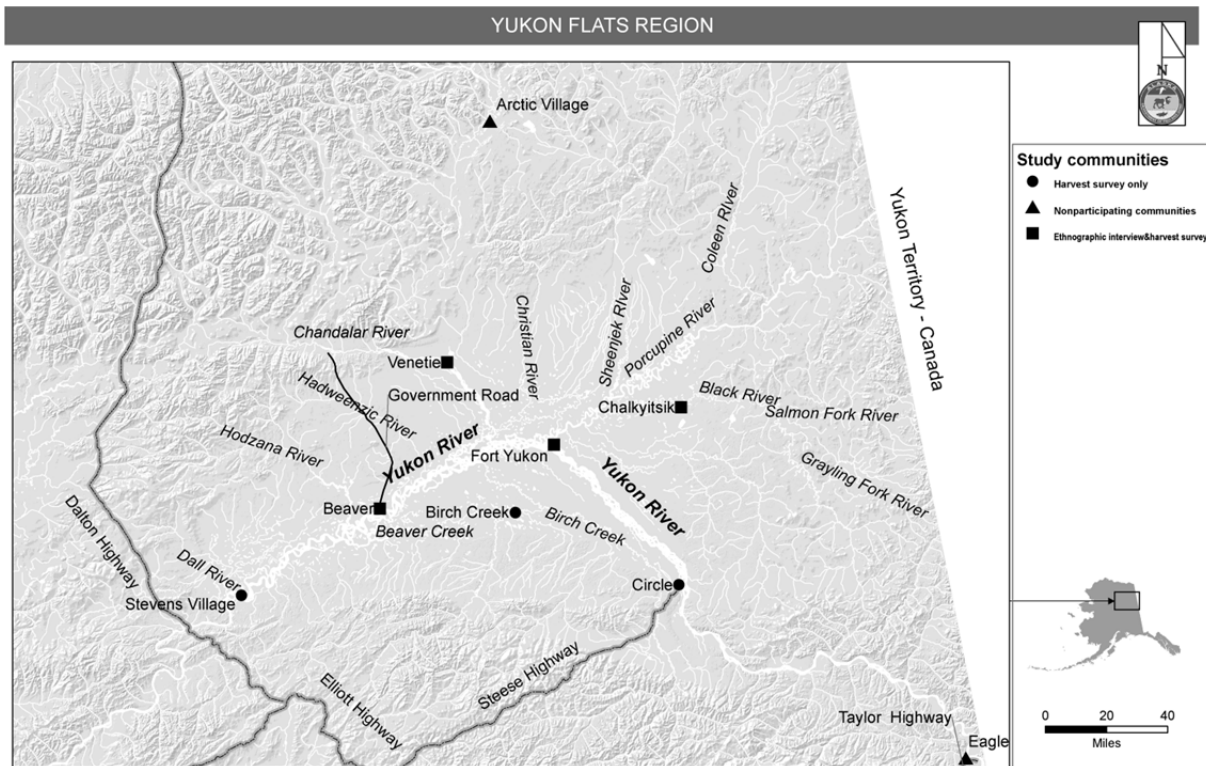 YUKON FLATS REGION
N
Arctic Village
Study communities
Harvest survey only
Nonparticipating communities
Ethnographic interview&harvest survey
Yukon Territory - Canada
Coleen River
Christian River
Sheenjek River
Porcupine River
Chandalar River
Venetie
Hadweenzic River
Government Road
Chalkyitsik
Black River
Salmon Fork River
Hodzana River
Yukon River
Fort Yukon
Yukon River
Grayling Fork River
Beaver
Beaver Creek
Birch Creek
Birch Creek
Dalton Highway
Dall River
Stevens Village
Circle
Steese Highway
Elliott Highway
Taylor Highway
Eagle
0 20 40
Miles